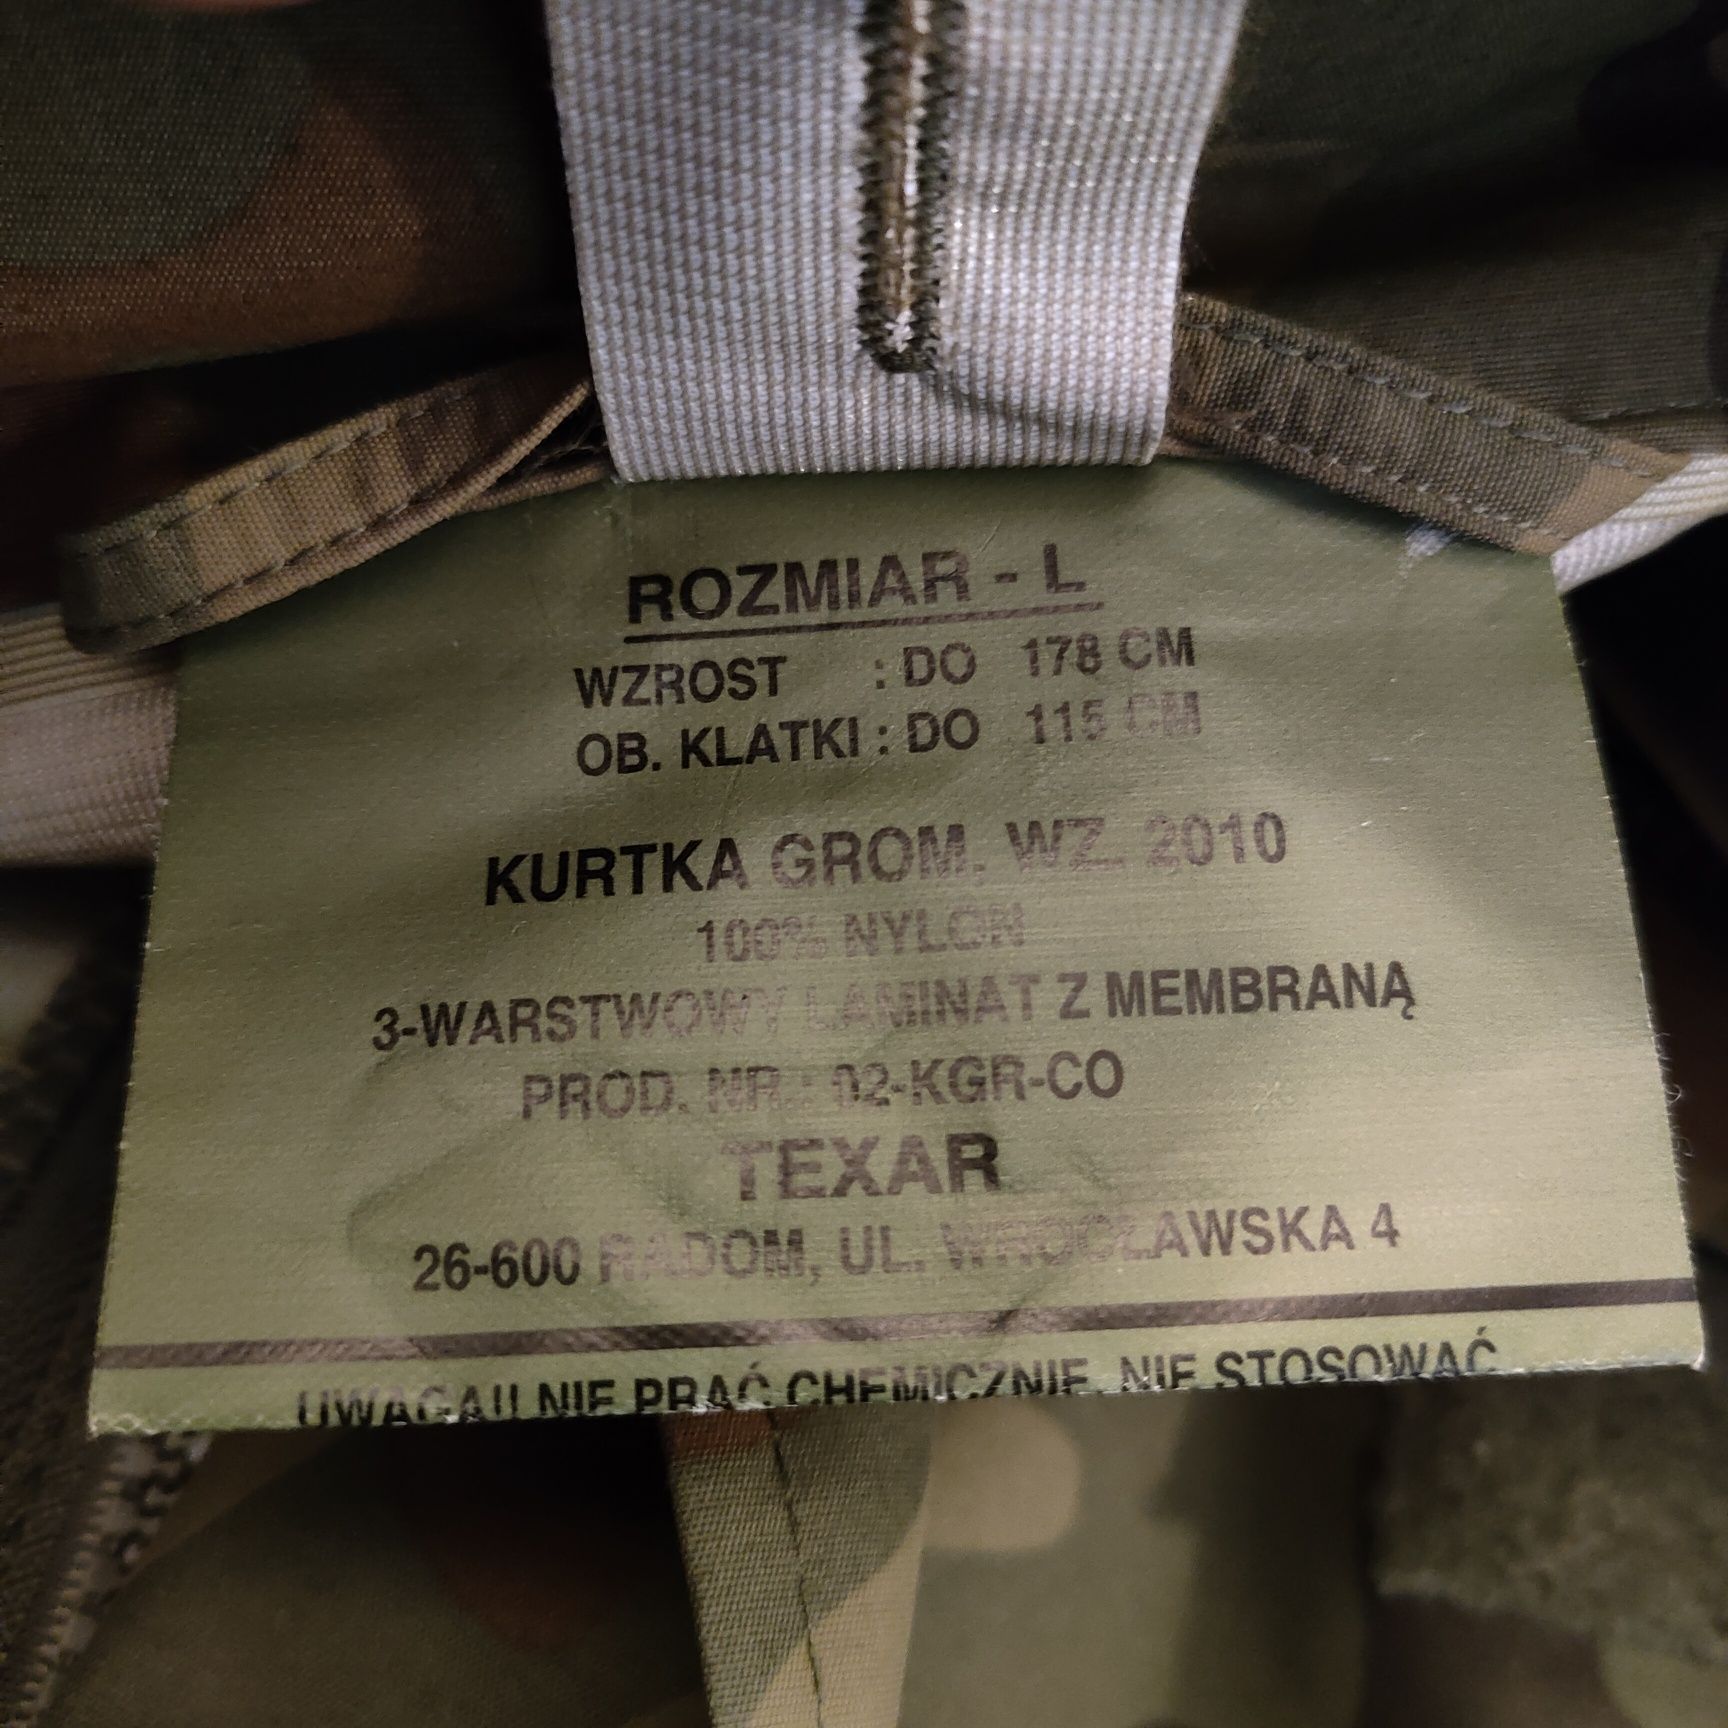 ROZMIAR - L
WZROST : DO 178 CM
OB. KLATKI : DO 115 CM
KURTKA GROM. WZ. 2010
100% NYLON
3-WARSTWOWY LAMINAT Z MEMBRANĄ
PROD. NR.: 02-KGR-CO
TEXAR
26-600 RADOM, UL. WROCŁAWSKA 4
UWAGA!! NIE PRAĆ CHEMICZNIE, NIE STOSOWAĆ